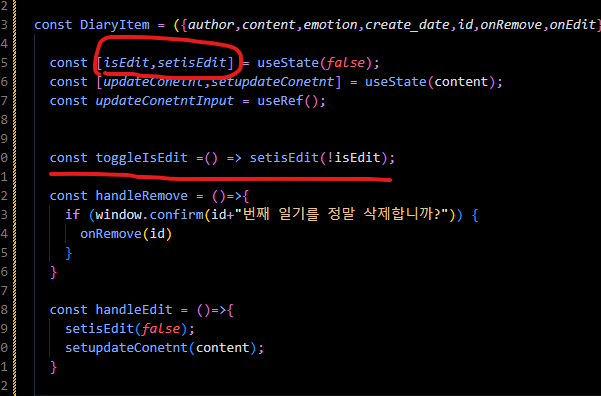 2
3 const DiaryItem = ({author,content,emotion,create_date,id,onRemove,onEdit}
4
5 const [isEdit,setisEdit] = useState(false);
6 const [updateConetnt,setupdateConetnt] = useState(content);
7 const updateConetntInput = useRef();
8
9
0 const toggleIsEdit =() => setisEdit(!isEdit);
1
2 const handleRemove = ()=>{
3 if (window.confirm(id+"번째 일기를 정말 삭제합니까?")) {
4 onRemove(id)
5 }
6 }
7
8 const handleEdit = ()=>{
9 setisEdit(false);
0 setupdateConetnt(content);
1 }
2